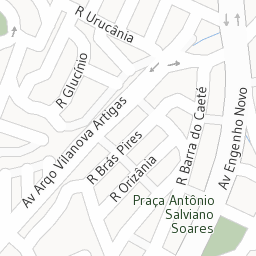 R Urucânia
R Glucínio
Av Arqo Vilanova Artigas
R Brás Pires
R Orizânia
R Barra do Caeté
Av Engenho Novo
Praça Antônio
Salviano
Soares